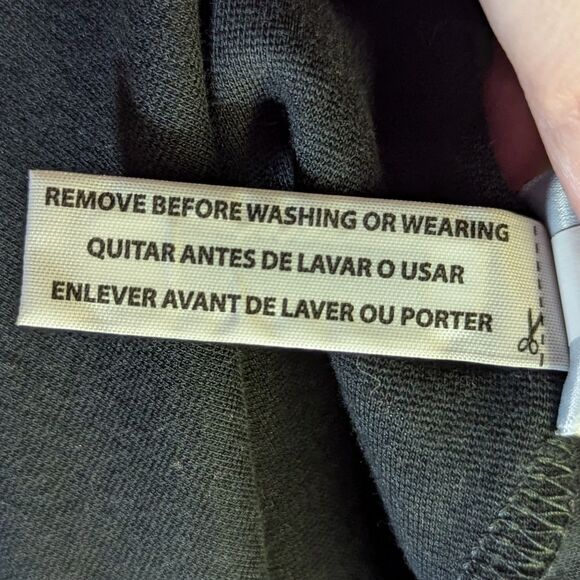 REMOVE BEFORE WASHING OR WEARING
QUITAR ANTES DE LAVAR O USAR
ENLEVER AVANT DE LAVER OU PORTER